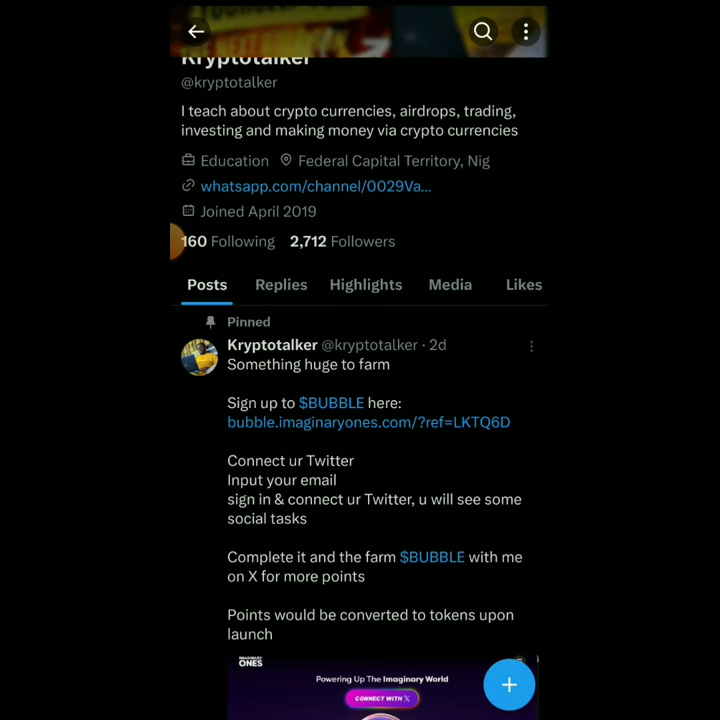 Kryptotalker
@kryptotalker
I teach about crypto currencies, airdrops, trading,
investing and making money via crypto currencies
Education Federal Capital Territory, Nig
whatsapp.com/channel/0029Va...
Joined April 2019
160 Following 2,712 Followers
Posts Replies Highlights Media Likes
Pinned
Kryptotalker @kryptotalker · 2d
Something huge to farm
Sign up to $BUBBLE here:
bubble.imaginaryones.com/?ref=LKTQ6D
Connect ur Twitter
Input your email
sign in & connect ur Twitter, u will see some
social tasks
Complete it and the farm $BUBBLE with me
on X for more points
Points would be converted to tokens upon
launch
IMAGINARY
ONES
Powering Up The Imaginary World
CONNECT WITH X